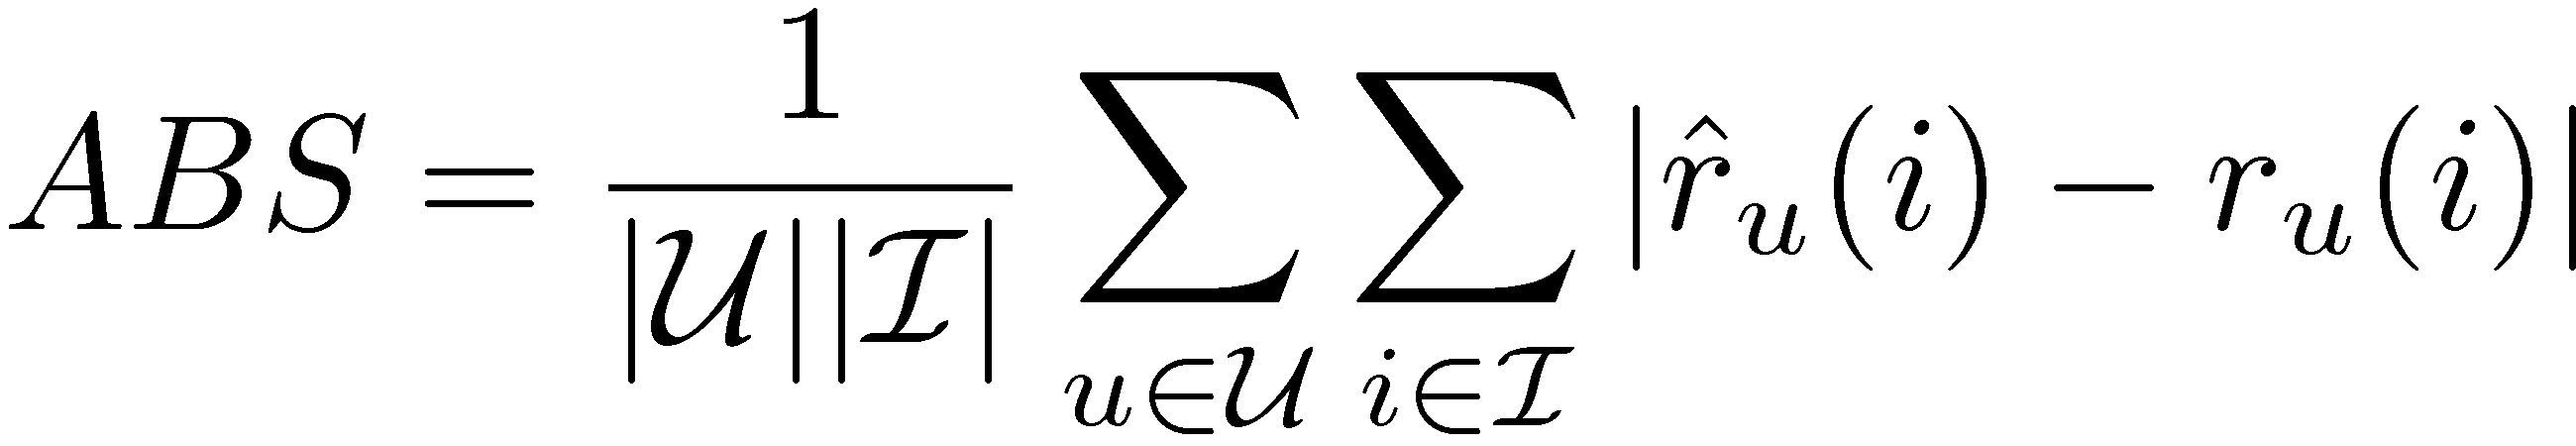 $ABS = \frac{1}{|\mathcal{U}||\mathcal{I}|} \sum_{u \in \mathcal{U}} \sum_{i \in \mathcal{I}} |\hat{r}_u(i) - r_u(i)|$